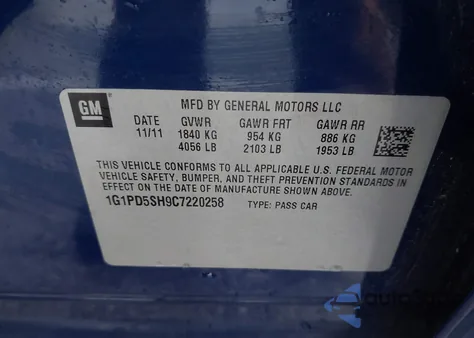 GM
MFD BY GENERAL MOTORS LLC
DATE GVWR GAWR FRT GAWR RR
11/11 1840 KG 954 KG 886 KG
4056 LB 2103 LB 1953 LB
THIS VEHICLE CONFORMS TO ALL APPLICABLE U.S. FEDERAL MOTOR
VEHICLE SAFETY, BUMPER, AND THEFT PREVENTION STANDARDS
IN EFFECT ON THE DATE OF MANUFACTURE SHOWN ABOVE.
1G1PD5SH9C7220258 TYPE: PASS CAR